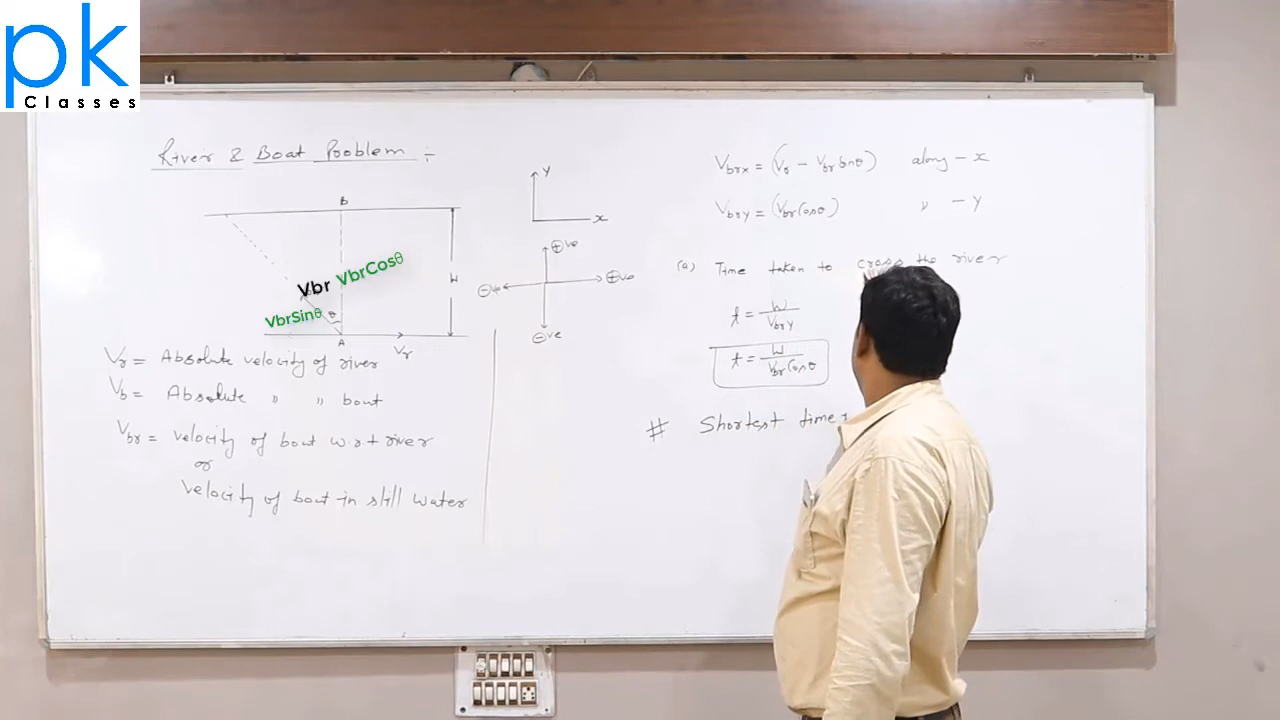 pk
Classes
River & Boat Problem :-
B
W
Vbr VbrCosθ
VbrSinθ θ
A
Vr
Vr = Absolute velocity of river
Vb = Absolute " " boat
Vbr = velocity of boat w.r.t river
or
Velocity of boat in still water
Y
x
⊕ve
⊖ve ⊕ve
⊖ve
Vbrx = (Vr - Vbr sinθ) along - x
VbrY = (Vbr Cosθ) " - Y
(a) Time taken to cross the river
t = W / VbrY
t = W / Vbr Cosθ
# Shortest time